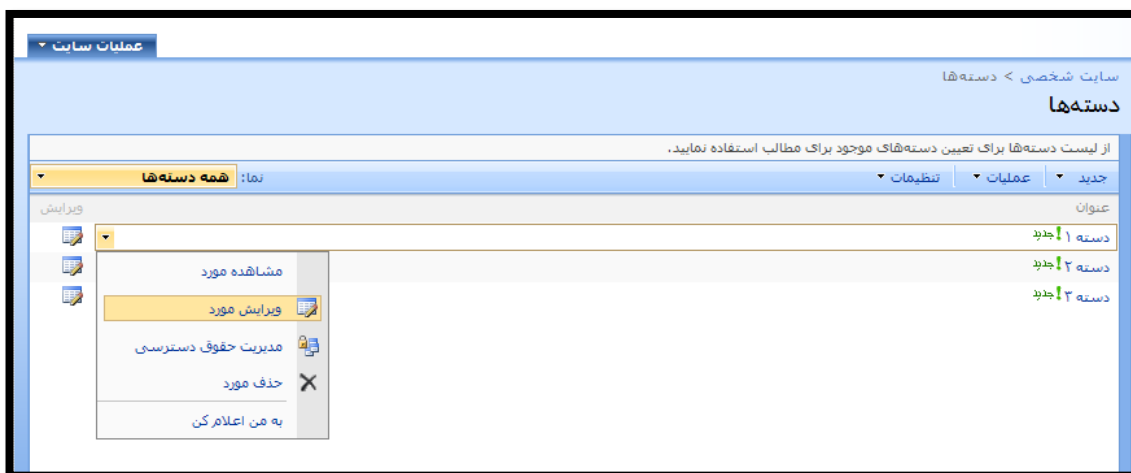 عملیات سایت
سایت شخصی > دسته‌ها
دسته‌ها
از لیست دسته‌ها برای تعیین دسته‌های موجود برای مطالب استفاده نمایید.
جدید عملیات تنظیمات نما: همه دسته‌ها
عنوان ویرایش
دسته ۱ ! جدید
دسته ۲ ! جدید
دسته ۳ ! جدید
مشاهده مورد
ویرایش مورد
مدیریت حقوق دسترسی
حذف مورد
به من اعلام کن